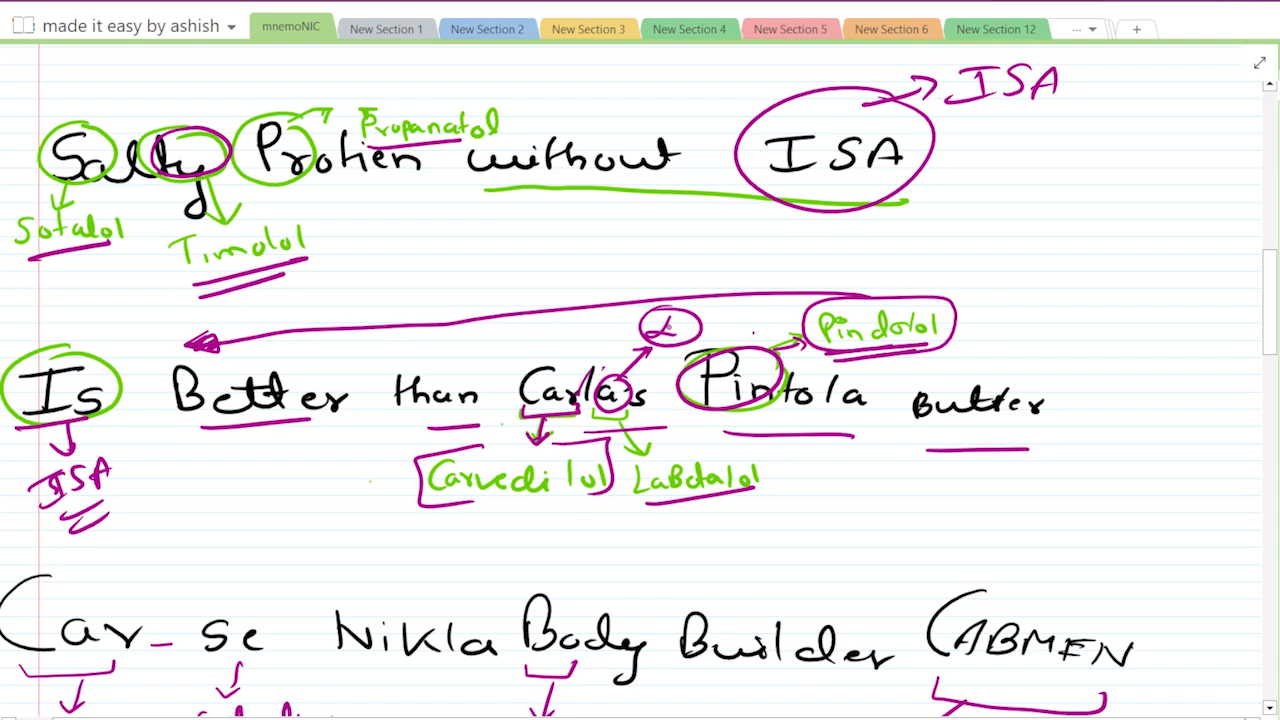 made it easy by ashish
mnemoNIC New Section 1 New Section 2 New Section 3 New Section 4 New Section 5 New Section 6 New Section 12 ... +
ISA
Propanatol
Salty Protien without ISA
Sotalol
Timolol
α
Pindolol
Is Better than Carla's Pintola Butter
ISA
Carvedilol Labetalol
Car-se Nikla Body Builder CABMEN